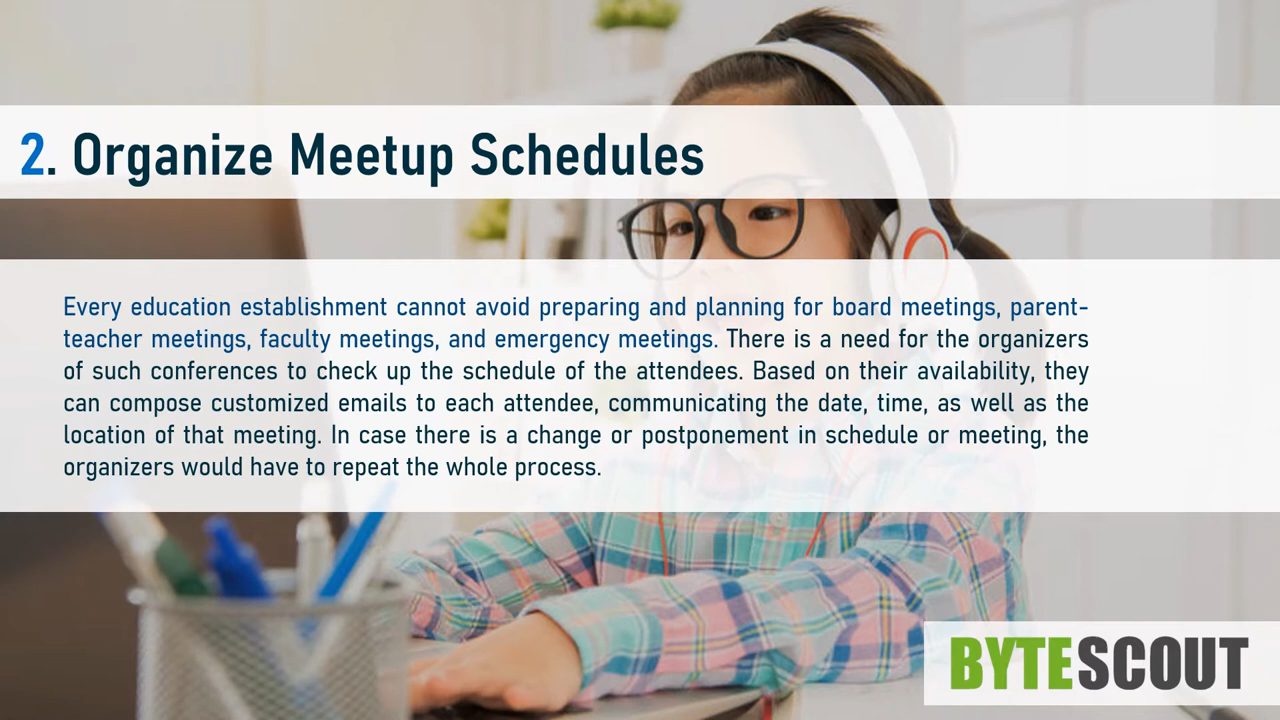 2. Organize Meetup Schedules
Every education establishment cannot avoid preparing and planning for board meetings, parent-
teacher meetings, faculty meetings, and emergency meetings. There is a need for the organizers
of such conferences to check up the schedule of the attendees. Based on their availability, they
can compose customized emails to each attendee, communicating the date, time, as well as the
location of that meeting. In case there is a change or postponement in schedule or meeting, the
organizers would have to repeat the whole process.
BYTESCOUT